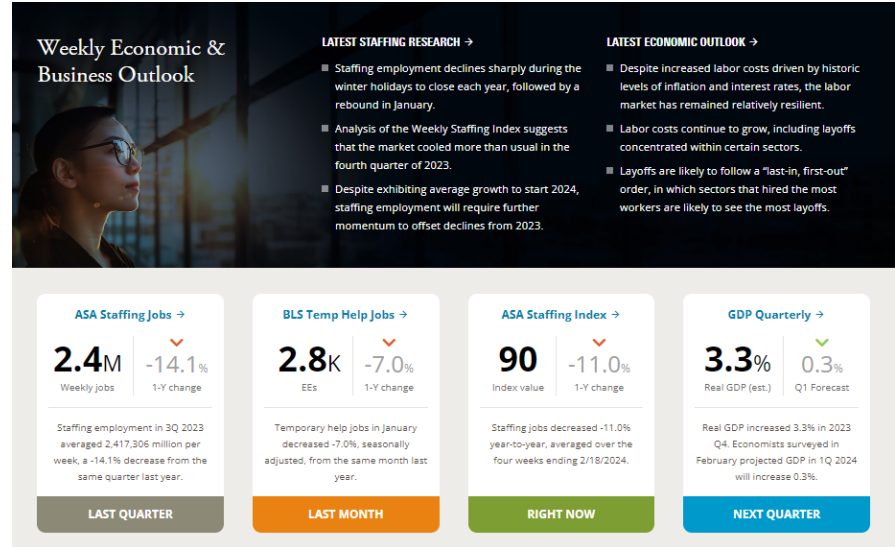 Weekly Economic &
Business Outlook
LATEST STAFFING RESEARCH →
Staffing employment declines sharply during the
winter holidays to close each year, followed by a
rebound in January.
Analysis of the Weekly Staffing Index suggests
that the market cooled more than usual in the
fourth quarter of 2023.
Despite exhibiting average growth to start 2024,
staffing employment will require further
momentum to offset declines from 2023.
LATEST ECONOMIC OUTLOOK →
Despite increased labor costs driven by historic
levels of inflation and interest rates, the labor
market has remained relatively resilient.
Labor costs continue to grow, including layoffs
concentrated within certain sectors.
Layoffs are likely to follow a “last-in, first-out”
order, in which sectors that hired the most
workers are likely to see the most layoffs.
ASA Staffing Jobs →
2.4M
Weekly jobs
-14.1%
1-Y change
Staffing employment in 3Q 2023
averaged 2,417,306 million per
week, a -14.1% decrease from the
same quarter last year.
LAST QUARTER
BLS Temp Help Jobs →
2.8K
EEs
-7.0%
1-Y change
Temporary help jobs in January
decreased -7.0%, seasonally
adjusted, from the same month last
year.
LAST MONTH
ASA Staffing Index →
90
Index value
-11.0%
1-Y change
Staffing jobs decreased -11.0%
year-to-year, averaged over the
four weeks ending 2/18/2024.
RIGHT NOW
GDP Quarterly →
3.3%
Real GDP (est.)
0.3%
Q1 Forecast
Real GDP increased 3.3% in 2023
Q4. Economists surveyed in
February projected GDP in 1Q 2024
will increase 0.3%.
NEXT QUARTER